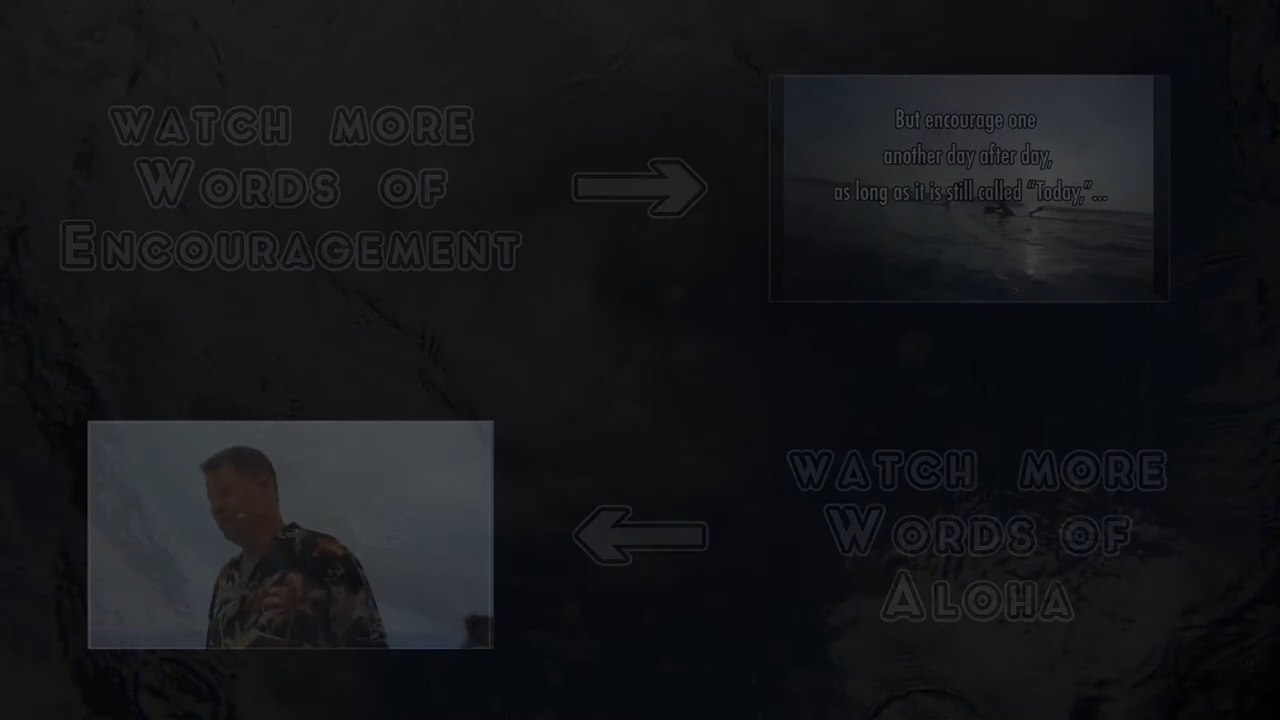 WATCH MORE
WORDS OF
ENCOURAGEMENT
But encourage one
another day after day,
as long as it is still called “Today,”...
WATCH MORE
WORDS OF
ALOHA